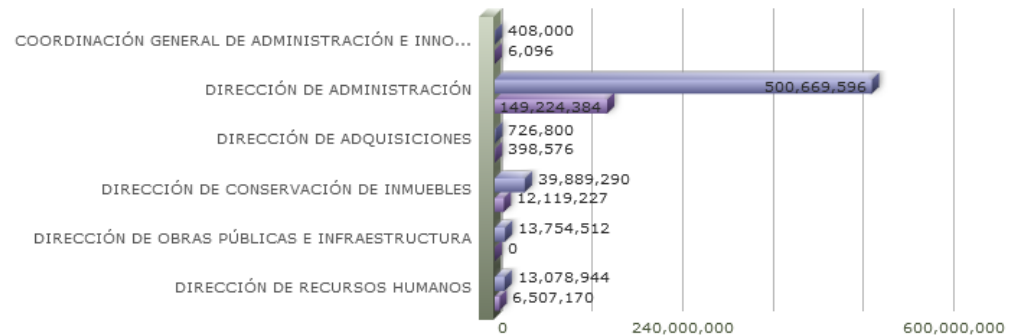 COORDINACIÓN GENERAL DE ADMINISTRACIÓN E INNO...
408,000
6,096
DIRECCIÓN DE ADMINISTRACIÓN
500,669,596
149,224,384
DIRECCIÓN DE ADQUISICIONES
726,800
398,576
DIRECCIÓN DE CONSERVACIÓN DE INMUEBLES
39,889,290
12,119,227
DIRECCIÓN DE OBRAS PÚBLICAS E INFRAESTRUCTURA
13,754,512
0
DIRECCIÓN DE RECURSOS HUMANOS
13,078,944
6,507,170
0 240,000,000 600,000,000